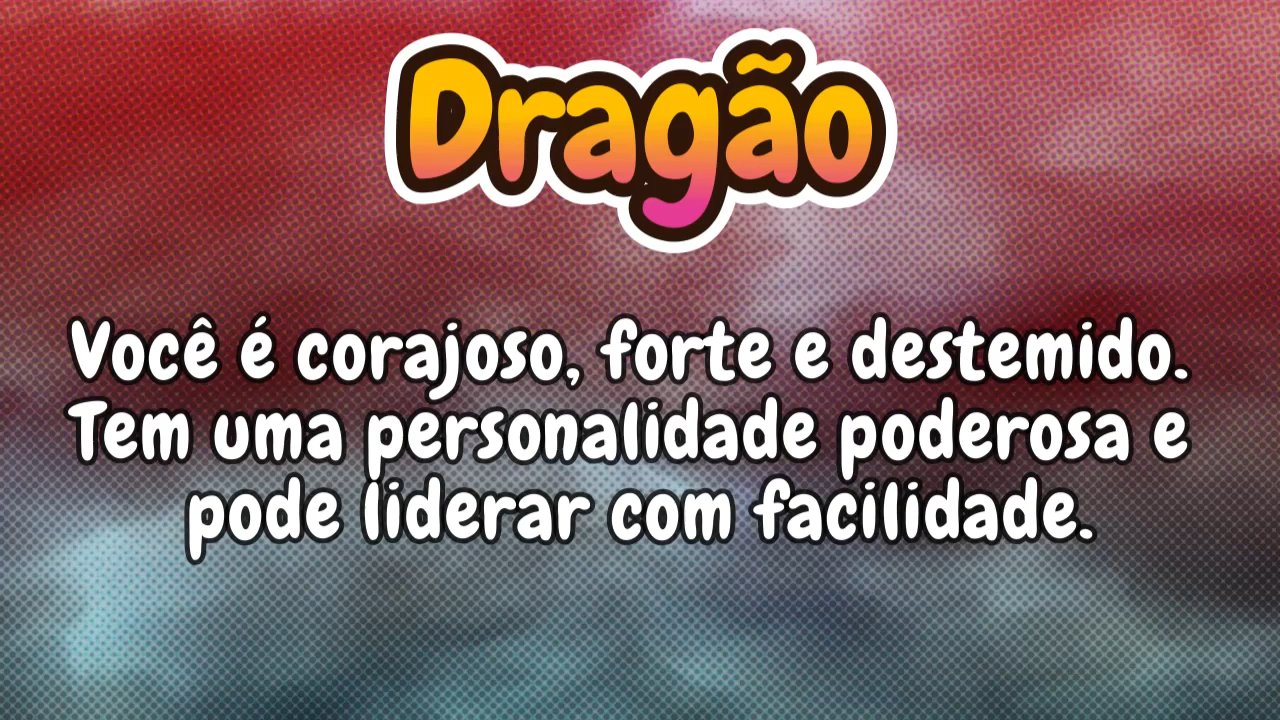 Dragão
Você é corajoso, forte e destemido.
Tem uma personalidade poderosa e
pode liderar com facilidade.